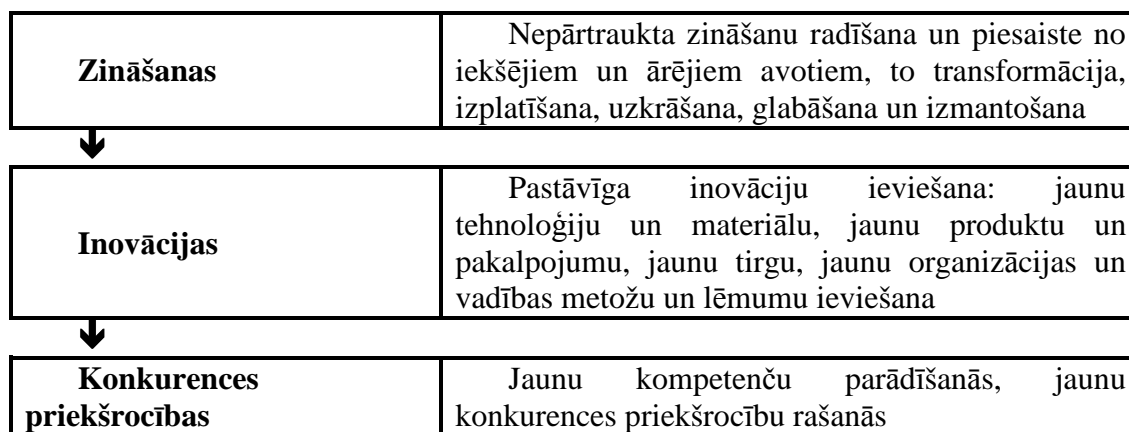 Zināšanas
Nepārtraukta zināšanu radīšana un piesaiste no
iekšējiem un ārējiem avotiem, to transformācija,
izplatīšana, uzkrāšana, glabāšana un izmantošana
Inovācijas
Pastāvīga inovāciju ieviešana: jaunu
tehnoloģiju un materiālu, jaunu produktu un
pakalpojumu, jaunu tirgu, jaunu organizācijas un
vadības metožu un lēmumu ieviešana
Konkurences
priekšrocības
Jaunu kompetenču parādīšanās, jaunu
konkurences priekšrocību rašanās